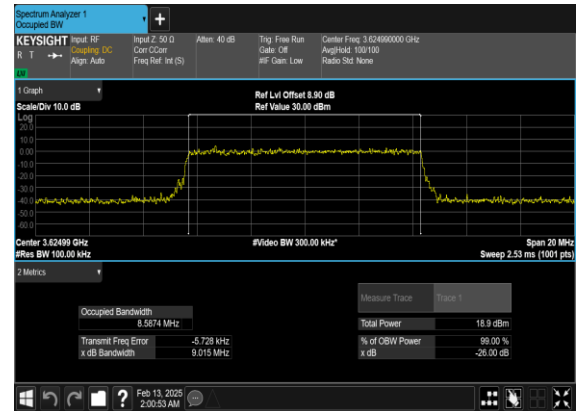 Spectrum Analyzer 1
Occupied BW
KEYSIGHT Input: RF Input Z: 50 Ω Atten: 40 dB Trig: Free Run Center Freq: 3.624990000 GHz
R T Coupling: DC Corr CCorr Gate: Off Avg|Hold: 100/100
Align: Auto Freq Ref: Int (S) #IF Gain: Low Radio Std: None
LXI
1 Graph
Ref Lvl Offset 8.90 dB
Scale/Div 10.0 dB Ref Value 30.00 dBm
Log
20.0
10.0
0.00
-10.0
-20.0
-30.0
-40.0
-50.0
-60.0
Center 3.62499 GHz #Video BW 300.00 kHz* Span 20 MHz
#Res BW 100.00 kHz Sweep 2.53 ms (1001 pts)
2 Metrics
Measure Trace Trace 1
Occupied Bandwidth
8.5874 MHz Total Power 18.9 dBm
Transmit Freq Error -5.728 kHz % of OBW Power 99.00 %
x dB Bandwidth 9.015 MHz x dB -26.00 dB
? Feb 13, 2025
2:00:53 AM